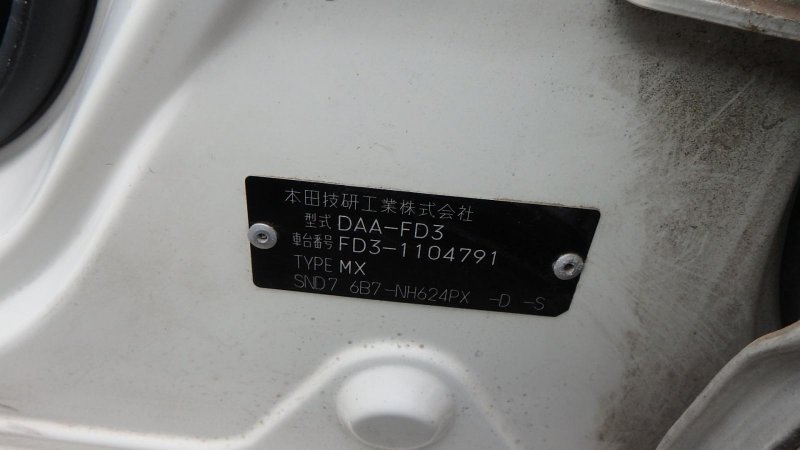 本田技研工業株式会社
型式 DAA-FD3
車台番号 FD3-1104791
TYPE MX
SND7 6B7-NH624PX -D -S